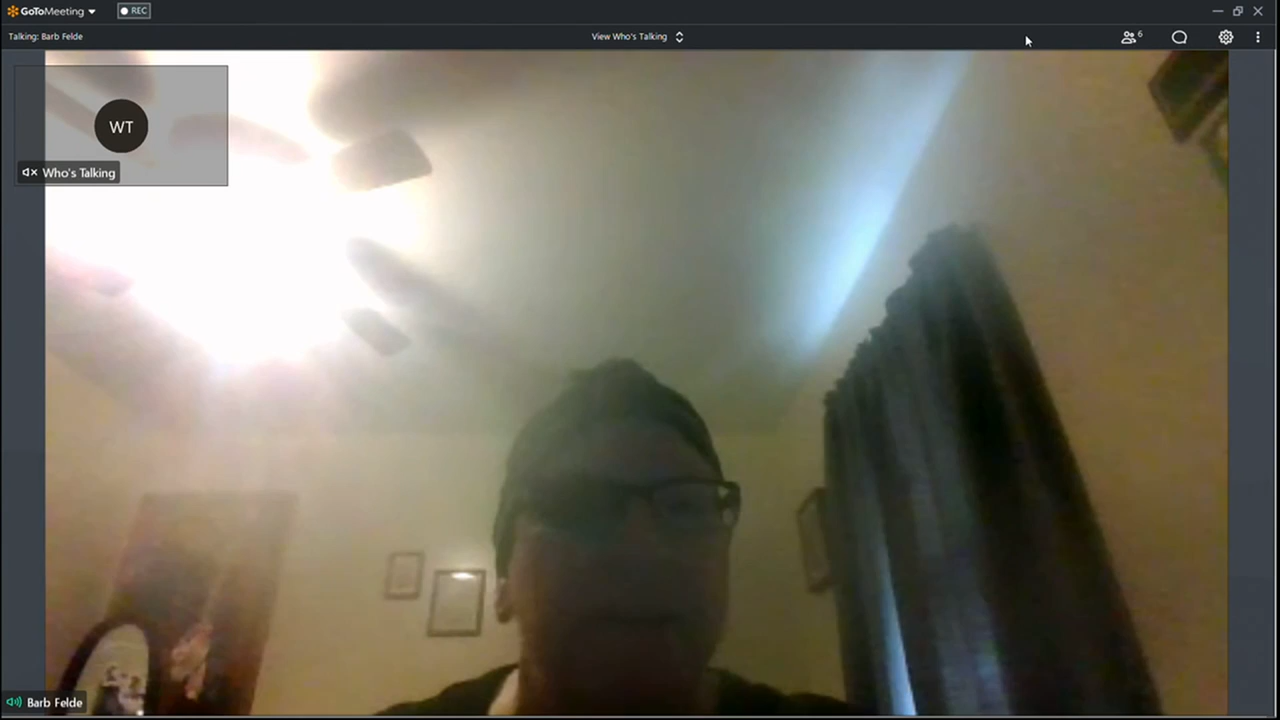 GoToMeeting
REC
Talking: Barb Felde
View Who's Talking
6
WT
Who's Talking
Barb Felde